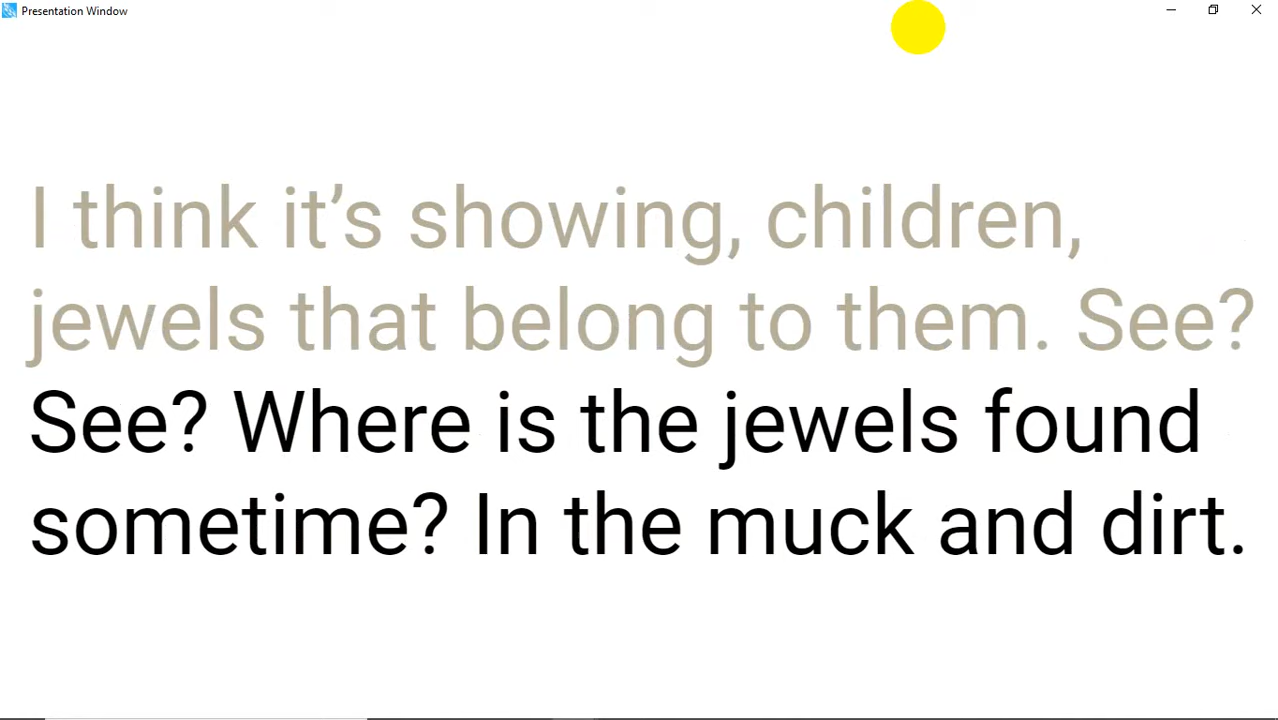 Presentation Window
I think it’s showing, children,
jewels that belong to them. See?
See? Where is the jewels found
sometime? In the muck and dirt.